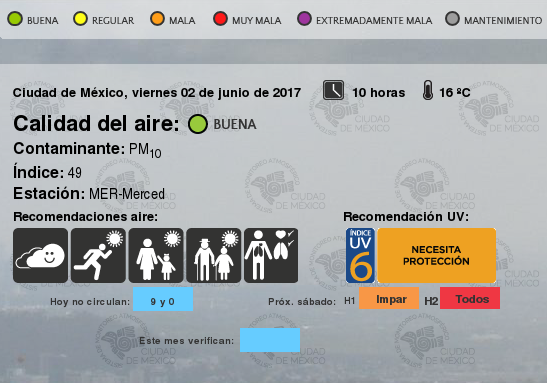 BUENA REGULAR MALA MUY MALA EXTREMADAMENTE MALA MANTENIMIENTO
Ciudad de México, viernes 02 de junio de 2017 10 horas 16 ºC
Calidad del aire: BUENA
Contaminante: PM10
Índice: 49
Estación: MER-Merced
Recomendaciones aire: Recomendación UV:
ÍNDICE
UV
6
NECESITA
PROTECCIÓN
Hoy no circulan: 9 y 0 Próx. sábado: H1 Impar H2 Todos
Este mes verifican:
CIUDAD
DE MÉXICO